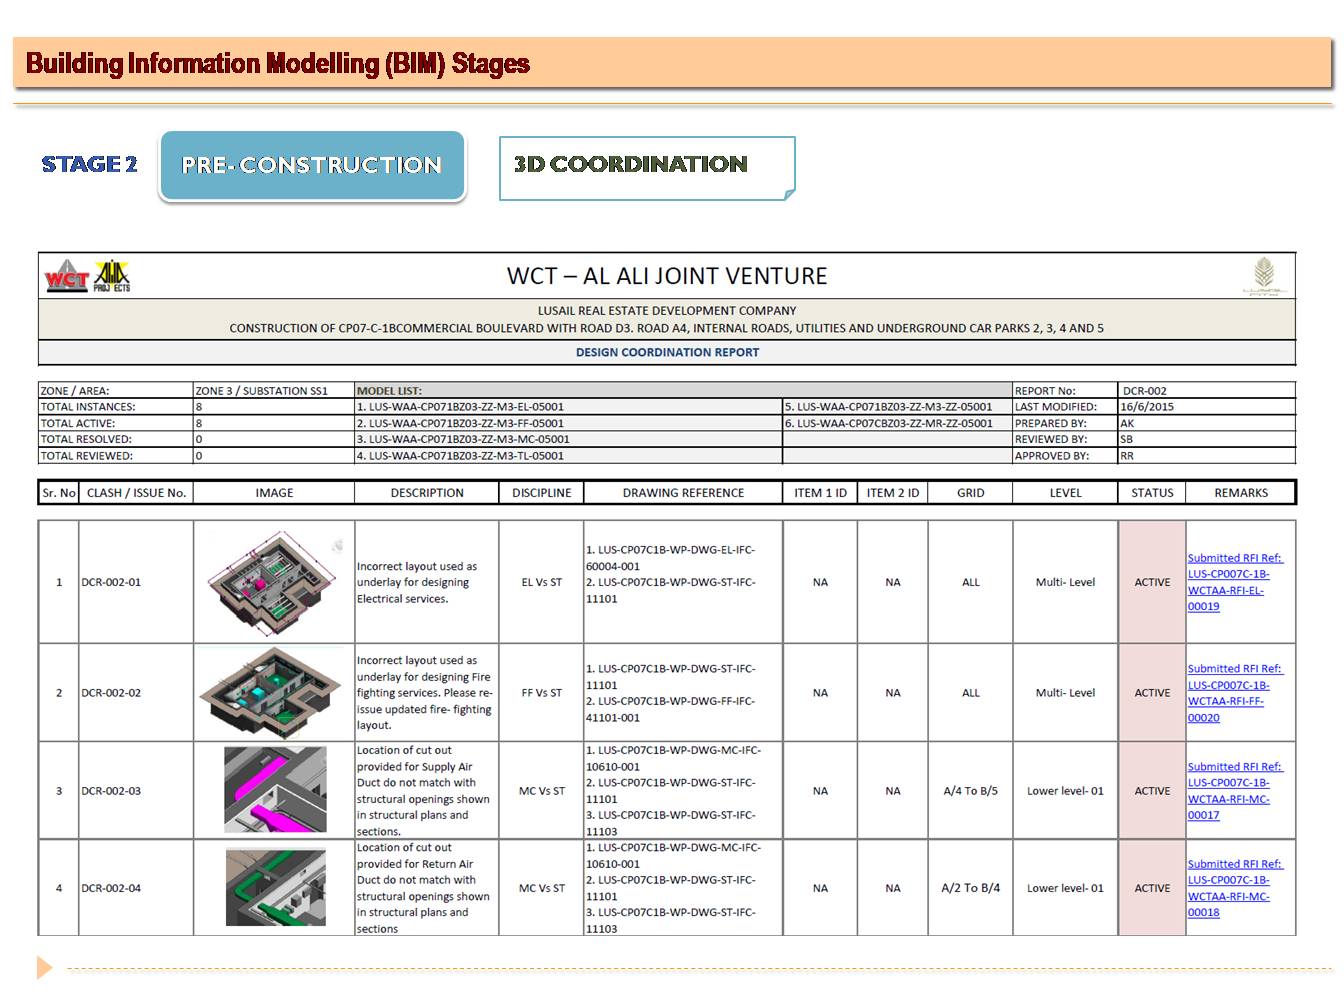 Building Information Modelling (BIM) Stages
STAGE 2
PRE- CONSTRUCTION
3D COORDINATION
WCT
PROJECTS
WCT – AL ALI JOINT VENTURE
LUSAIL REAL ESTATE DEVELOPMENT COMPANY
CONSTRUCTION OF CP07-C-1BCOMMERCIAL BOULEVARD WITH ROAD D3. ROAD A4, INTERNAL ROADS, UTILITIES AND UNDERGROUND CAR PARKS 2, 3, 4 AND 5
DESIGN COORDINATION REPORT
ZONE / AREA: ZONE 3 / SUBSTATION SS1 MODEL LIST: REPORT No: DCR-002
TOTAL INSTANCES: 8 1. LUS-WAA-CP071BZ03-ZZ-M3-EL-05001 5. LUS-WAA-CP071BZ03-ZZ-M3-ZZ-05001 LAST MODIFIED: 16/6/2015
TOTAL ACTIVE: 8 2. LUS-WAA-CP071BZ03-ZZ-M3-FF-05001 6. LUS-WAA-CP07CBZ03-ZZ-MR-ZZ-05001 PREPARED BY: AK
TOTAL RESOLVED: 0 3. LUS-WAA-CP071BZ03-ZZ-M3-MC-05001 REVIEWED BY: SB
TOTAL REVIEWED: 0 4. LUS-WAA-CP071BZ03-ZZ-M3-TL-05001 APPROVED BY: RR
Sr. No CLASH / ISSUE No. IMAGE DESCRIPTION DISCIPLINE DRAWING REFERENCE ITEM 1 ID ITEM 2 ID GRID LEVEL STATUS REMARKS
1
DCR-002-01
Incorrect layout used as
underlay for designing
Electrical services.
EL Vs ST
1. LUS-CP07C1B-WP-DWG-EL-IFC-
60004-001
2. LUS-CP07C1B-WP-DWG-ST-IFC-
11101
NA
NA
ALL
Multi- Level
ACTIVE
Submitted RFI Ref:
LUS-CP007C-1B-
WCTAA-RFI-EL-
00019
2
DCR-002-02
Incorrect layout used as
underlay for designing Fire
fighting services. Please re-
issue updated fire- fighting
layout.
FF Vs ST
1. LUS-CP07C1B-WP-DWG-ST-IFC-
11101
2. LUS-CP07C1B-WP-DWG-FF-IFC-
41101-001
NA
NA
ALL
Multi- Level
ACTIVE
Submitted RFI Ref:
LUS-CP007C-1B-
WCTAA-RFI-FF-
00020
3
DCR-002-03
Location of cut out
provided for Supply Air
Duct do not match with
structural openings shown
in structural plans and
sections.
MC Vs ST
1. LUS-CP07C1B-WP-DWG-MC-IFC-
10610-001
2. LUS-CP07C1B-WP-DWG-ST-IFC-
11101
3. LUS-CP07C1B-WP-DWG-ST-IFC-
11103
NA
NA
A/4 To B/5
Lower level- 01
ACTIVE
Submitted RFI Ref:
LUS-CP007C-1B-
WCTAA-RFI-MC-
00017
4
DCR-002-04
Location of cut out
provided for Return Air
Duct do not match with
structural openings shown
in structural plans and
sections
MC Vs ST
1. LUS-CP07C1B-WP-DWG-MC-IFC-
10610-001
2. LUS-CP07C1B-WP-DWG-ST-IFC-
11101
3. LUS-CP07C1B-WP-DWG-ST-IFC-
11103
NA
NA
A/2 To B/4
Lower level- 01
ACTIVE
Submitted RFI Ref:
LUS-CP007C-1B-
WCTAA-RFI-MC-
00018